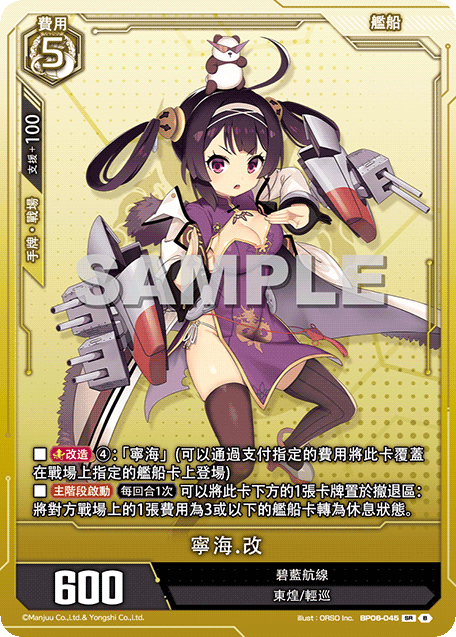 費用
5
艦船
支援+100
手牌・戰場
SAMPLE
■ 改造 ④:「寧海」(可以通過支付指定的費用將此卡覆蓋
在戰場上指定的艦船卡上登場)
■ 主階段啟動 每回合1次 可以將此卡下方的1張卡牌置於撤退區:
將對方戰場上的1張費用為3或以下的艦船卡轉為休息狀態。
寧海.改
600
碧藍航線
東煌/輕巡
©Manjuu Co.,Ltd. & Yongshi Co.,Ltd. illust:ORSO Inc. BP06-045 SR B